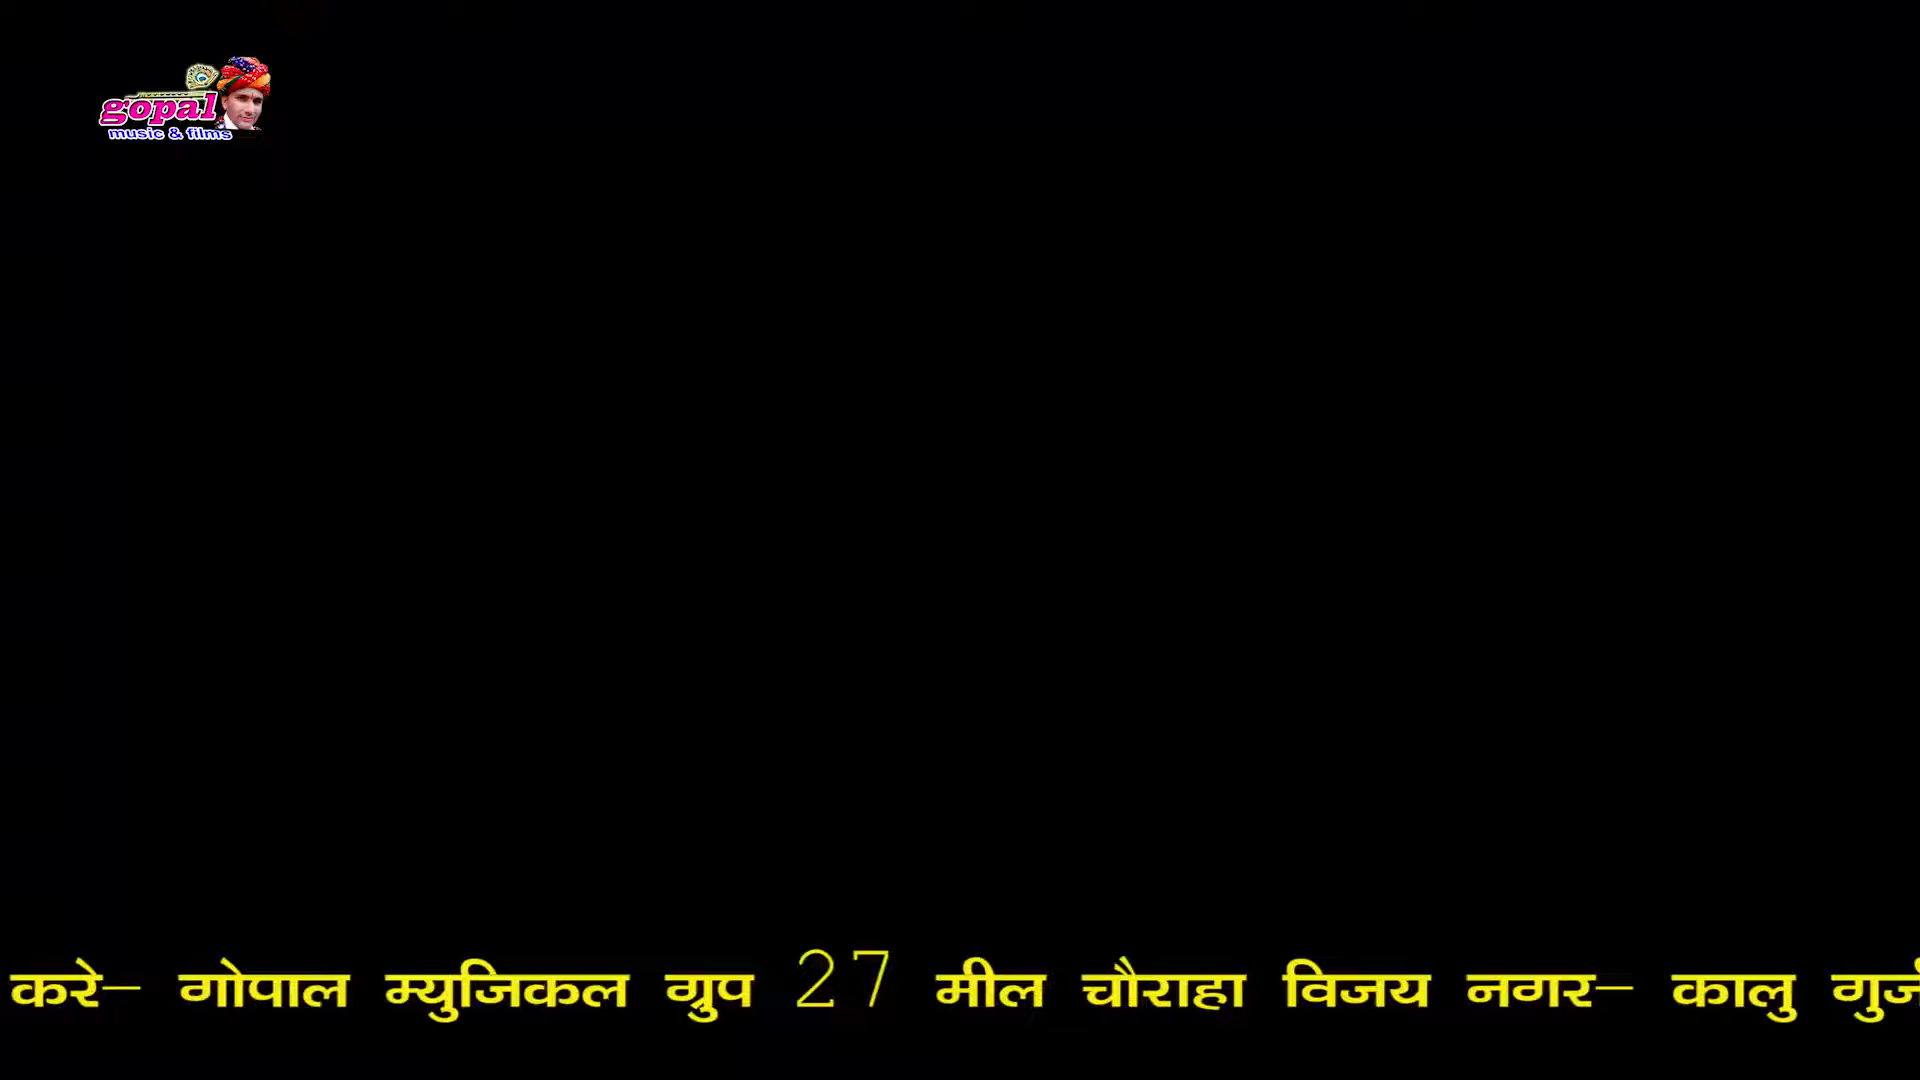 gopal
music & films
करे- गोपाल म्युजिकल ग्रुप 27 मील चौराहा विजय नगर- कालु